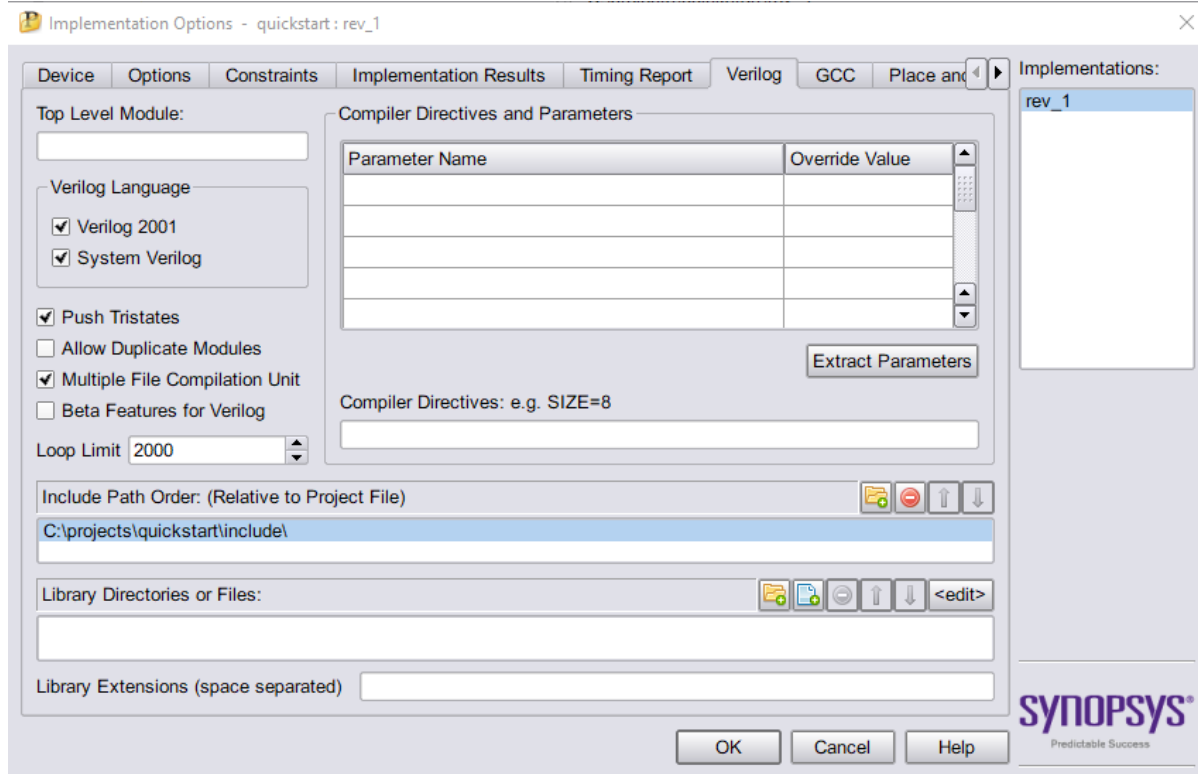 Implementation Options - quickstart : rev_1
Device
Options
Constraints
Implementation Results
Timing Report
Verilog
GCC
Place and
Implementations:
rev_1
Top Level Module:
Verilog Language
Verilog 2001
System Verilog
Push Tristates
Allow Duplicate Modules
Multiple File Compilation Unit
Beta Features for Verilog
Loop Limit 2000
Compiler Directives and Parameters
Parameter Name
Override Value
Extract Parameters
Compiler Directives: e.g. SIZE=8
Include Path Order: (Relative to Project File)
C:\projects\quickstart\include\
Library Directories or Files:
<edit>
Library Extensions (space separated)
OK
Cancel
Help
SYNOPSYS®
Predictable Success